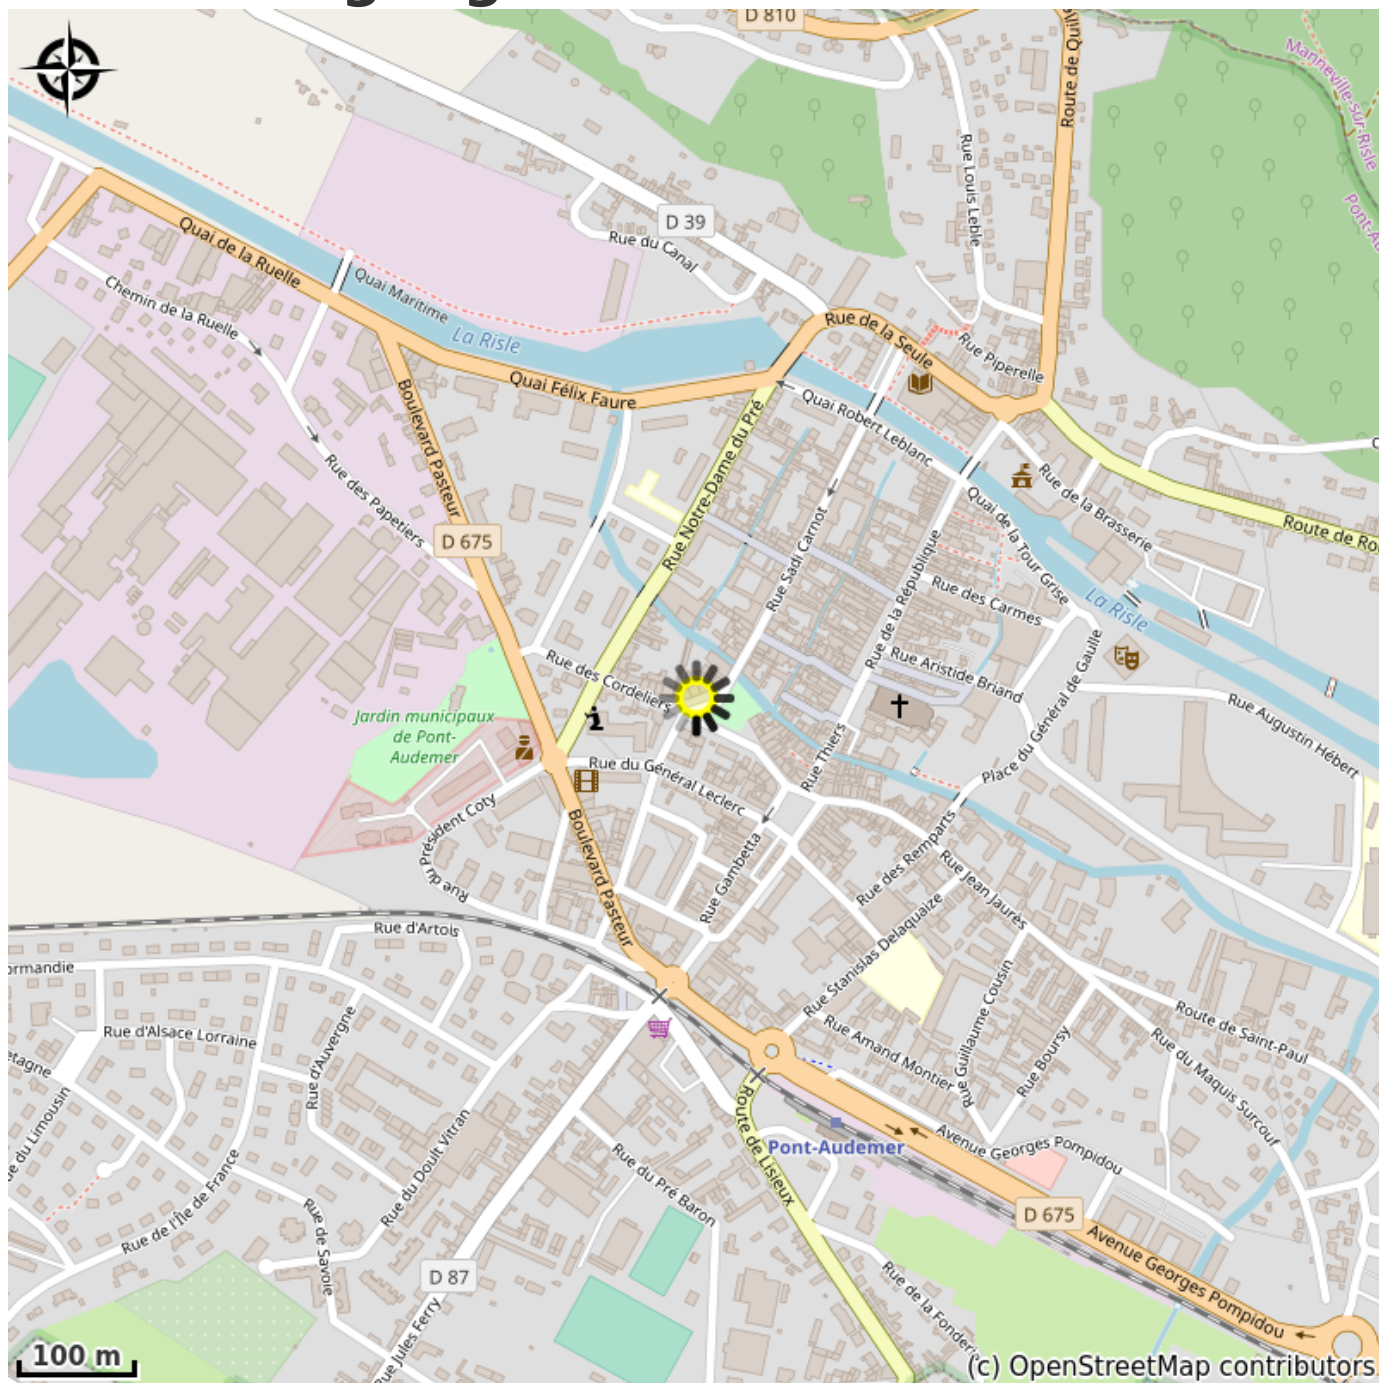 D 810
Route de Quill
Manneville-sur-Risle
Pont-Au
Rue Louis Leble
D 39
Rue du Canal
Quai de la Ruelle
Quai Maritime
Chemin de la Ruelle
La Risle
Rue de la Seule
Rue Piperelle
Quai Félix Faure
Boulevard Pasteur
Quai Robert Leblanc
Rue Notre-Dame du Pré
Rue des Papetiers
D 675
Rue Sadi Carnot
Rue de la République
Quai de la Tour Grise
Rue de la Brasserie
Route de Ro
Rue des Carmes
La Risle
Rue des Cordeliers
Rue Aristide Briand
Place du Général de Gaulle
Rue Augustin Hébert
Jardin municipaux
de Pont-
Audemer
Rue Thiers
Rue du Général Leclerc
Rue du Président Coty
Boulevard Pasteur
Rue Gambetta
Rue des Remparts
Rue Jean Jaurès
Rue Stanislas Delaquaize
Rue d'Artois
ormandie
Rue d'Alsace Lorraine
Rue d'Auvergne
etagne
ue du Limousin
Rue Guillaume Cousin
Rue Amand Montier
Rue Boursy
Route de Saint-Paul
Rue du Maquis Surcouf
Rue du Doult Vitran
Route de Lisieux
Pont-Audemer
Avenue Georges Pompidou
Rue du Pré Baron
Rue de l'Île de France
Rue de Savoie
D 675
Avenue Georges Pompidou
D 87
Rue Jules Ferry
Rue de la Fonderi
100 m
(c) OpenStreetMap contributors